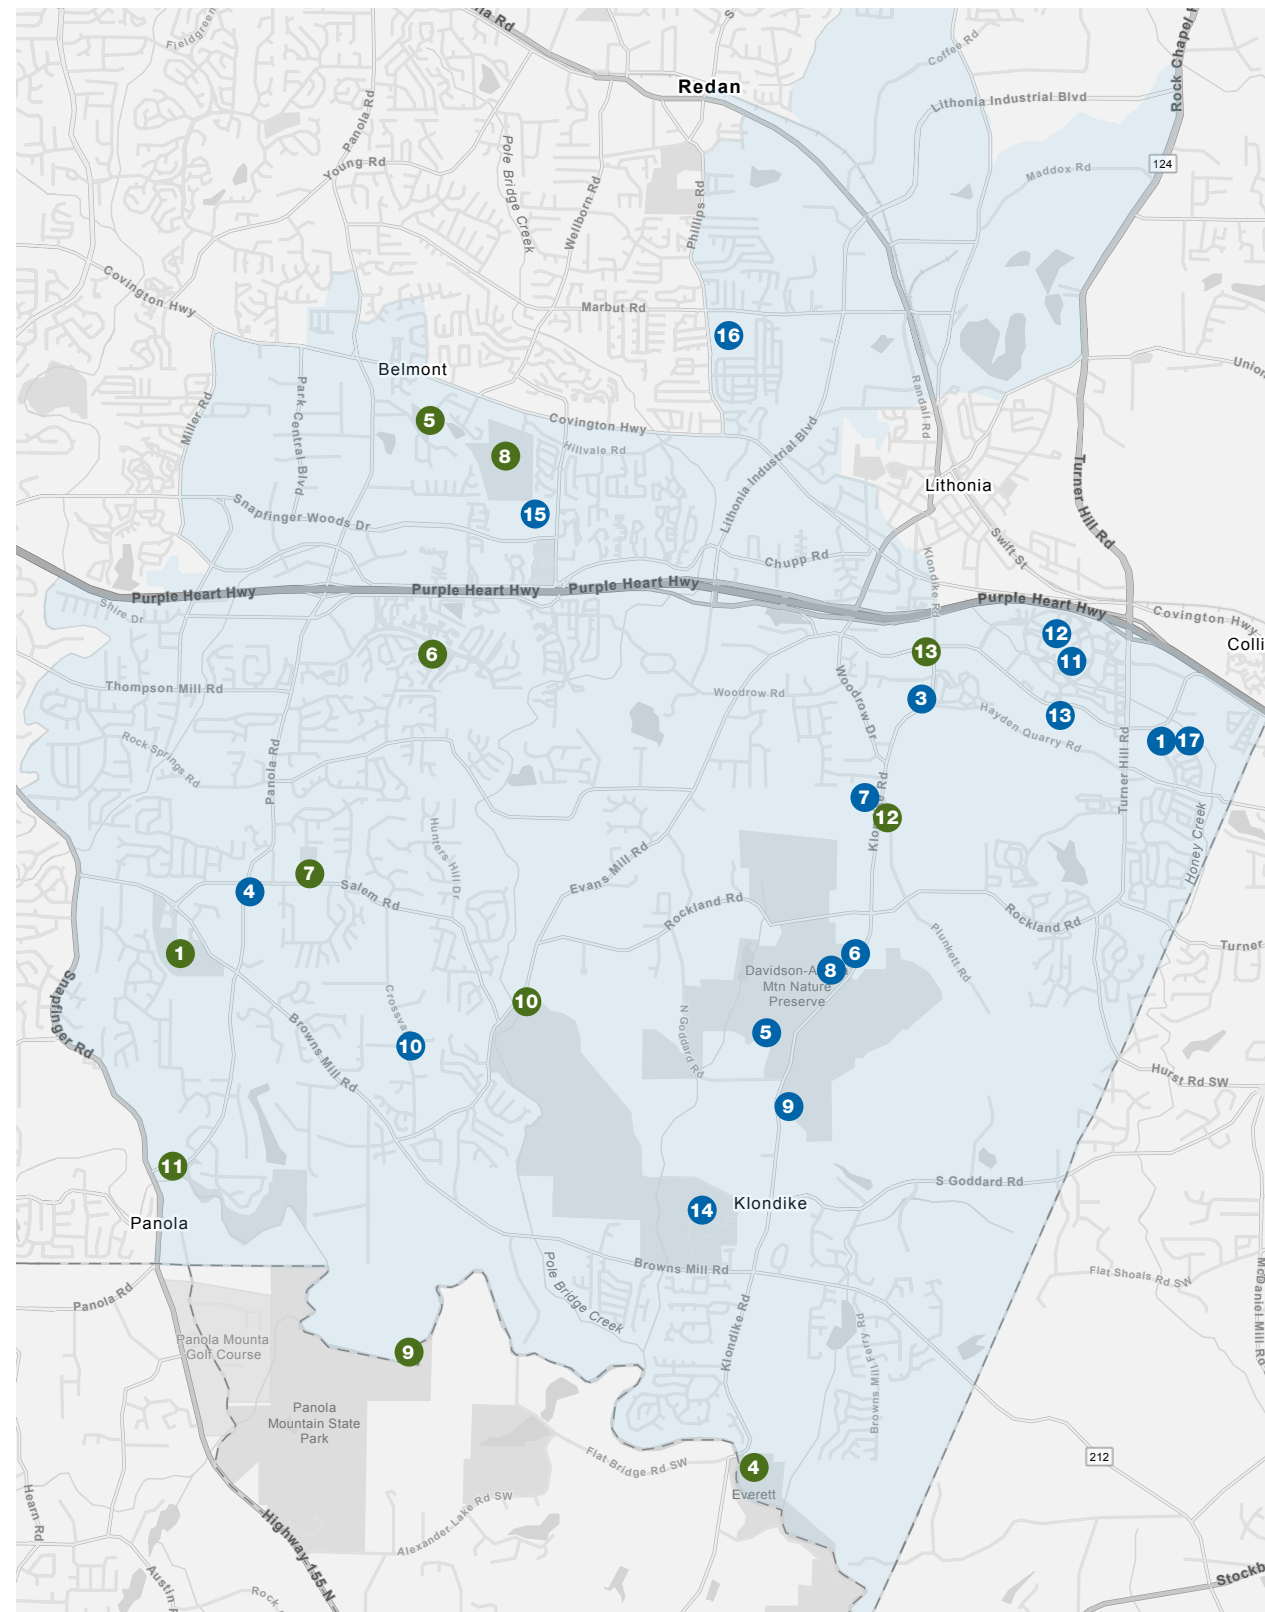 na Rd
Fieldgreen
Redan
Coffee Rd
Rock Chapel
Lithonia Industrial Blvd
Panola Rd
Young Rd
Pole Bridge Creek
Wellborn Rd
Phillips Rd
Maddox Rd
124
Covington Hwy
Marbut Rd
16
Belmont
Union
Miller Rd
Park Central Blvd
5
Covington Hwy
Randall Rd
8
Hillvale Rd
Lithonia Industrial Blvd
Lithonia
Turner Hill Rd
Snapfinger Woods Dr
15
Swift St
Chupp Rd
Klondike Rd
Purple Heart Hwy
Purple Heart Hwy
Purple Heart Hwy
Purple Heart Hwy
Shire Dr
Covington Hwy
12
Colli
6
13
11
Thompson Mill Rd
Woodrow Rd
Woodrow Dr
3
Hayden Quarry Rd
13
1
17
Rock Springs Rd
Panola Rd
Turner Hill Rd
7
12
Hunters Hill Dr
Honey Creek
7
4
Salem Rd
Evans Mill Rd
Rockland Rd
Rockland Rd
Plunkett Rd
Turner
1
6
8
Mtn Nature
Preserve
Snapfinger Rd
10
5
N Goddard Rd
10
Browns Mill Rd
Hurst Rd SW
9
11
S Goddard Rd
14
Klondike
Panola
Browns Mill Rd
Flat Shoals Rd SW
McDaniel Mill Rd
Pole Bridge Creek
Panola Rd
Klondike Rd
Browns Mill Ferry Rd
Panola Mounta
Golf Course
9
Panola
Mountain State
Park
Flat Bridge Rd SW
212
4
Everett
Hearn Rd
Highway 155 N
Alexander Lake Rd SW
Austin
Rock
Stockb